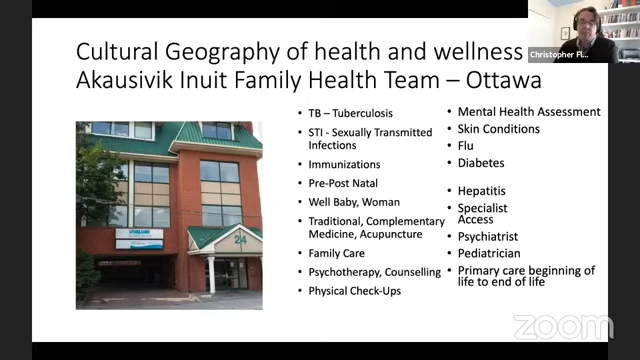 Cultural Geography of health and wellness
Akausivik Inuit Family Health Team – Ottawa
Christopher Fl...
• TB – Tuberculosis
• STI - Sexually Transmitted
Infections
• Immunizations
• Pre-Post Natal
• Well Baby, Woman
• Traditional, Complementary
Medicine, Acupuncture
• Family Care
• Psychotherapy, Counselling
• Physical Check-Ups
• Mental Health Assessment
• Skin Conditions
• Flu
• Diabetes
• Hepatitis
• Specialist
Access
• Psychiatrist
• Pediatrician
• Primary care beginning of
life to end of life
24
zoom